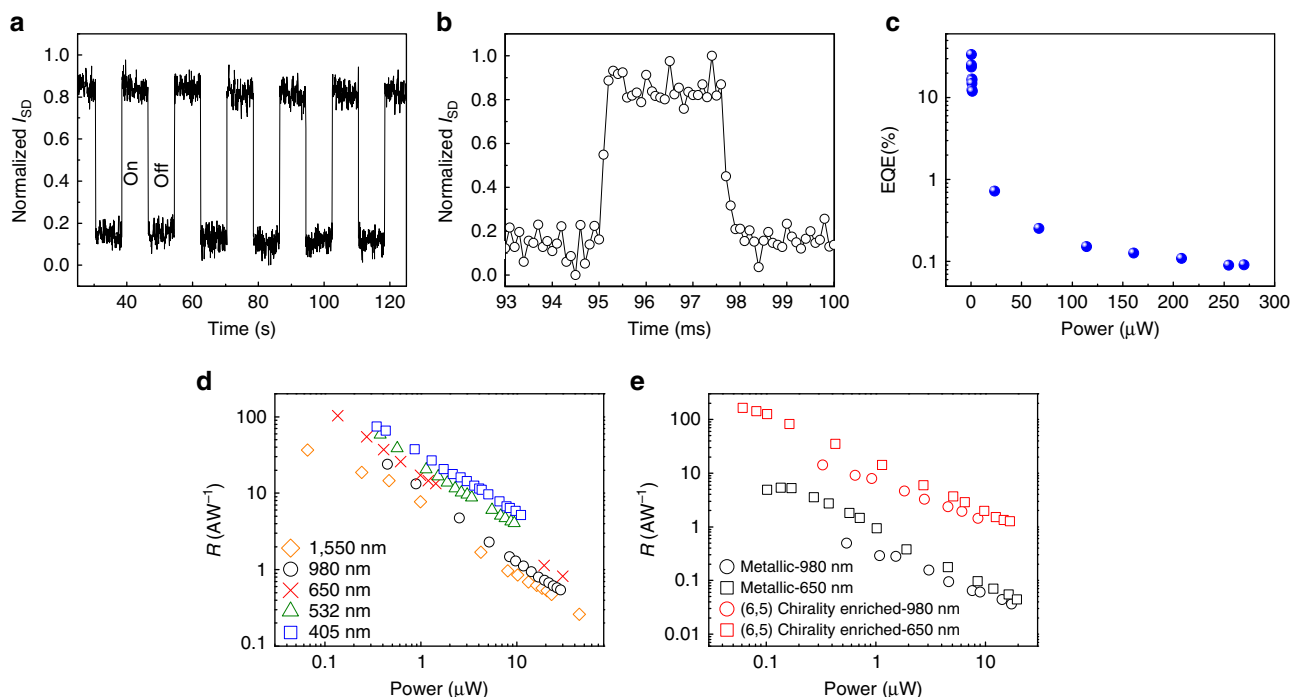 a
Normalized I_SD
1.0
0.8
0.6
0.4
0.2
0.0
On
Off
40
60
80
100
120
Time (s)
b
Normalized I_SD
1.0
0.8
0.6
0.4
0.2
0.0
93
94
95
96
97
98
99
100
Time (ms)
c
EQE(%)
10
1
0.1
0
50
100
150
200
250
300
Power (μW)
d
R (AW⁻¹)
100
10
1
0.1
1,550 nm
980 nm
650 nm
532 nm
405 nm
0.1
1
10
Power (μW)
e
R (AW⁻¹)
100
10
1
0.1
0.01
Metallic-980 nm
Metallic-650 nm
(6,5) Chirality enriched-980 nm
(6,5) Chirality enriched-650 nm
0.1
1
10
Power (μW)